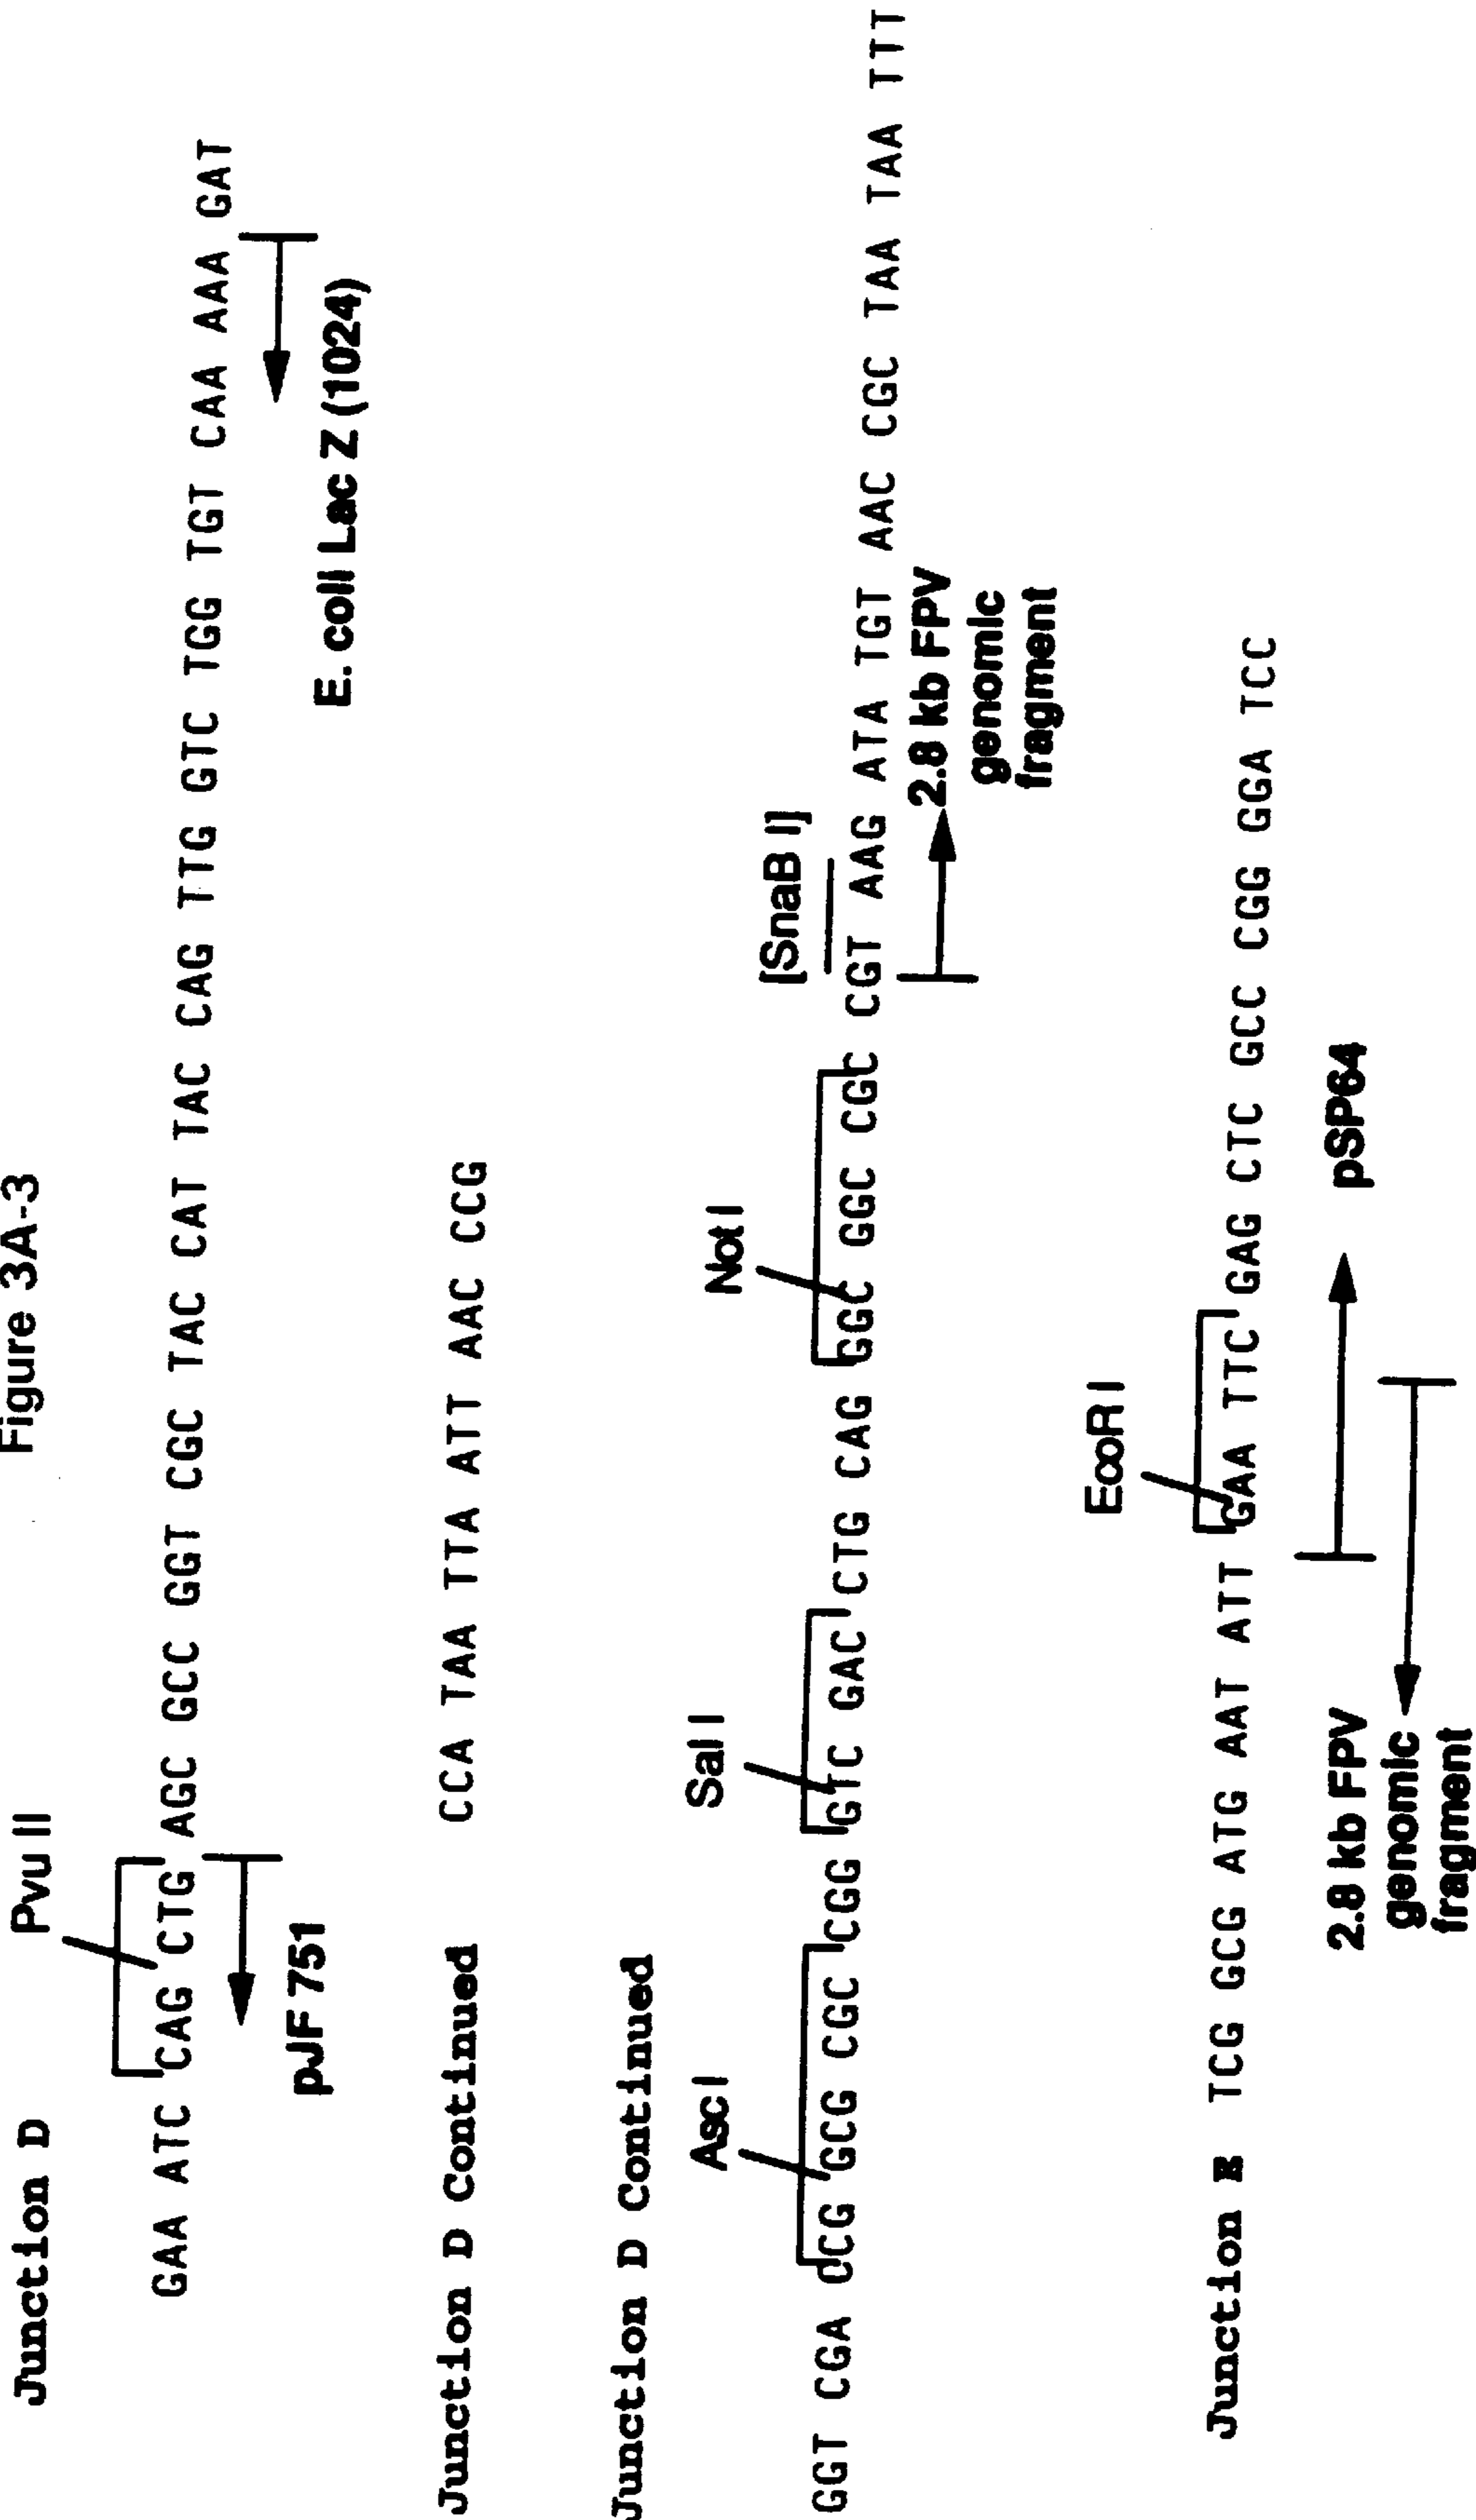 Figure 3A-3
Junction D
Pvu II
GAA ATC CAG CTG AGC GCC GGT CGC TAC CAT TAC CAG TTG GTC TGG TGT CAA AAA GAT
pJF751
E. coli Lac Z (1024)
Junction D Continued
CCA TAA TTA ATT AAC CCG
Junction D Continued
AscI
Sal I
Not I
[SnaB I]
GGT CGA GCG GCG CGC CGG GTC GAC CTG CAG GGC GGC CGC CGT AAG ATA TGT AAC CGC TAA TAA TTT
2.8 kb FPV
genomic
fragment
Junction E
EcoR I
TCG GCG ATG AAT ATT GAA TTC GAG CTC GCC CGG GGA TCC
pSP64
2.8 kb FPV
genomic
fragment